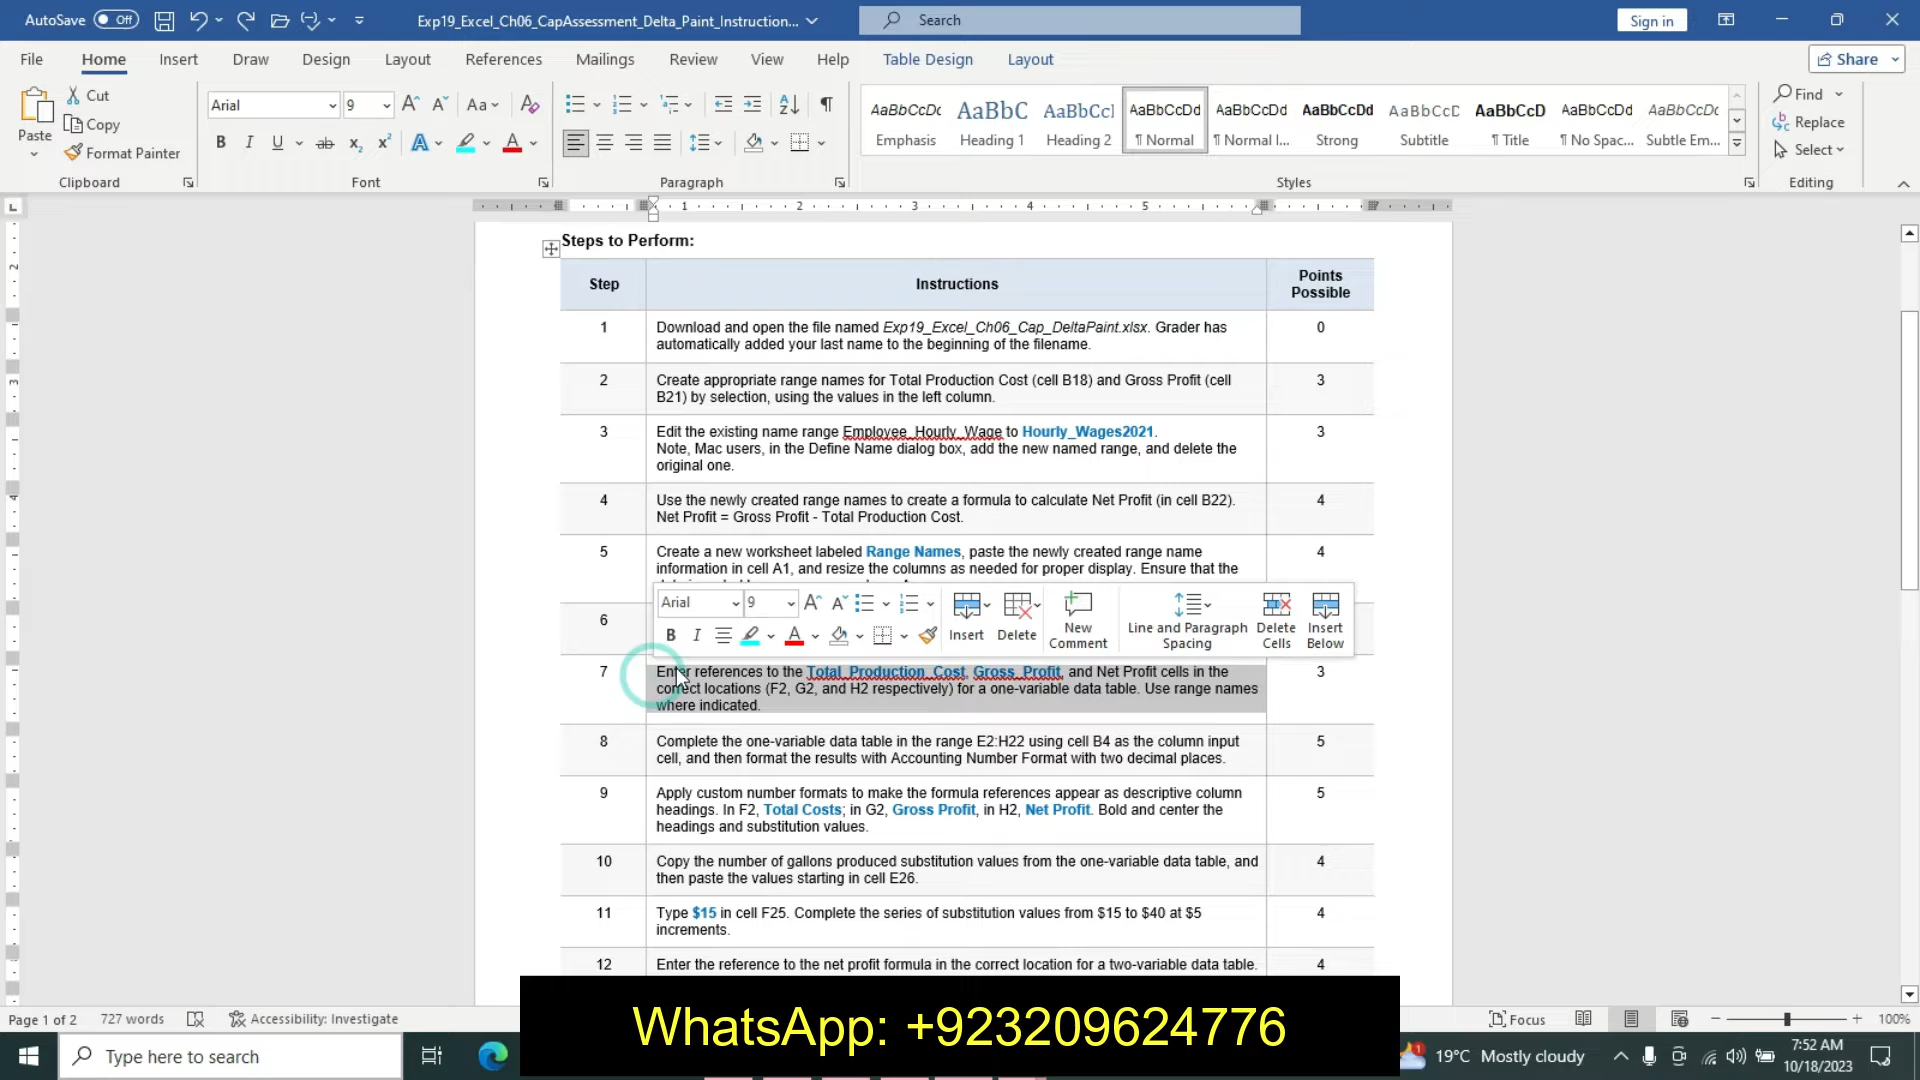 AutoSave Off Exp19_Excel_Ch06_CapAssessment_Delta_Paint_Instruction... Search Sign in
File Home Insert Draw Design Layout References Mailings Review View Help Table Design Layout Share
Paste Cut Copy Format Painter Clipboard
Arial 9 Aa Font
Paragraph
AaBbCcDc Emphasis
AaBbC Heading 1
AaBbCcl Heading 2
AaBbCcDd ¶ Normal
AaBbCcDd ¶ Normal I...
AaBbCcDd Strong
AaBbCcD Subtitle
AaBbCcD ¶ Title
AaBbCcDd ¶ No Spac...
AaBbCcDc Subtle Em...
Styles
Find Replace Select Editing
1 2 3 4 5
Steps to Perform:
Step Instructions Points Possible
1 Download and open the file named Exp19_Excel_Ch06_Cap_DeltaPaint.xlsx. Grader has 0
automatically added your last name to the beginning of the filename.
2 Create appropriate range names for Total Production Cost (cell B18) and Gross Profit (cell 3
B21) by selection, using the values in the left column.
3 Edit the existing name range Employee_Hourly_Wage to Hourly_Wages2021. 3
Note, Mac users, in the Define Name dialog box, add the new named range, and delete the
original one.
4 Use the newly created range names to create a formula to calculate Net Profit (in cell B22). 4
Net Profit = Gross Profit - Total Production Cost.
5 Create a new worksheet labeled Range Names, paste the newly created range name 4
information in cell A1, and resize the columns as needed for proper display. Ensure that the
6
Arial 9 B I Insert Delete New Comment Line and Paragraph Spacing Delete Cells Insert Below
7 Enter references to the Total_Production_Cost, Gross_Profit, and Net Profit cells in the 3
correct locations (F2, G2, and H2 respectively) for a one-variable data table. Use range names
where indicated.
8 Complete the one-variable data table in the range E2:H22 using cell B4 as the column input 5
cell, and then format the results with Accounting Number Format with two decimal places.
9 Apply custom number formats to make the formula references appear as descriptive column 5
headings. In F2, Total Costs; in G2, Gross Profit, in H2, Net Profit. Bold and center the
headings and substitution values.
10 Copy the number of gallons produced substitution values from the one-variable data table, and 4
then paste the values starting in cell E26.
11 Type $15 in cell F25. Complete the series of substitution values from $15 to $40 at $5 4
increments.
12 Enter the reference to the net profit formula in the correct location for a two-variable data table. 4
WhatsApp: +923209624776
Page 1 of 2 727 words Accessibility: Investigate Focus 100%
Type here to search 19°C Mostly cloudy 7:52 AM
10/18/2023